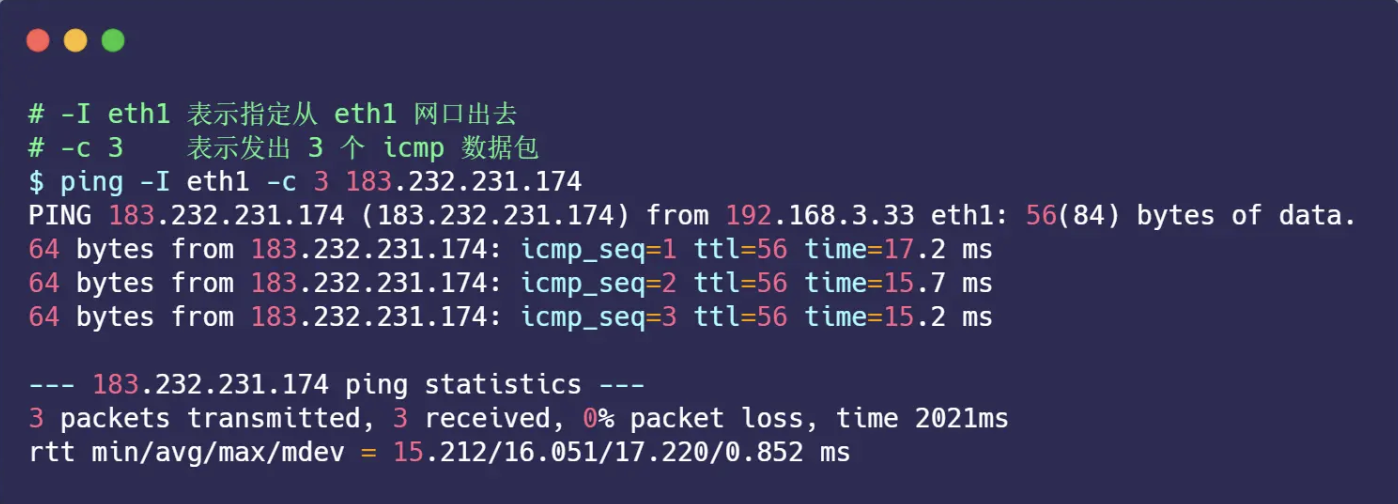 # -I eth1 表示指定从 eth1 网口出去
# -c 3    表示发出 3 个 icmp 数据包
$ ping -I eth1 -c 3 183.232.231.174
PING 183.232.231.174 (183.232.231.174) from 192.168.3.33 eth1: 56(84) bytes of data.
64 bytes from 183.232.231.174: icmp_seq=1 ttl=56 time=17.2 ms
64 bytes from 183.232.231.174: icmp_seq=2 ttl=56 time=15.7 ms
64 bytes from 183.232.231.174: icmp_seq=3 ttl=56 time=15.2 ms

--- 183.232.231.174 ping statistics ---
3 packets transmitted, 3 received, 0% packet loss, time 2021ms
rtt min/avg/max/mdev = 15.212/16.051/17.220/0.852 ms